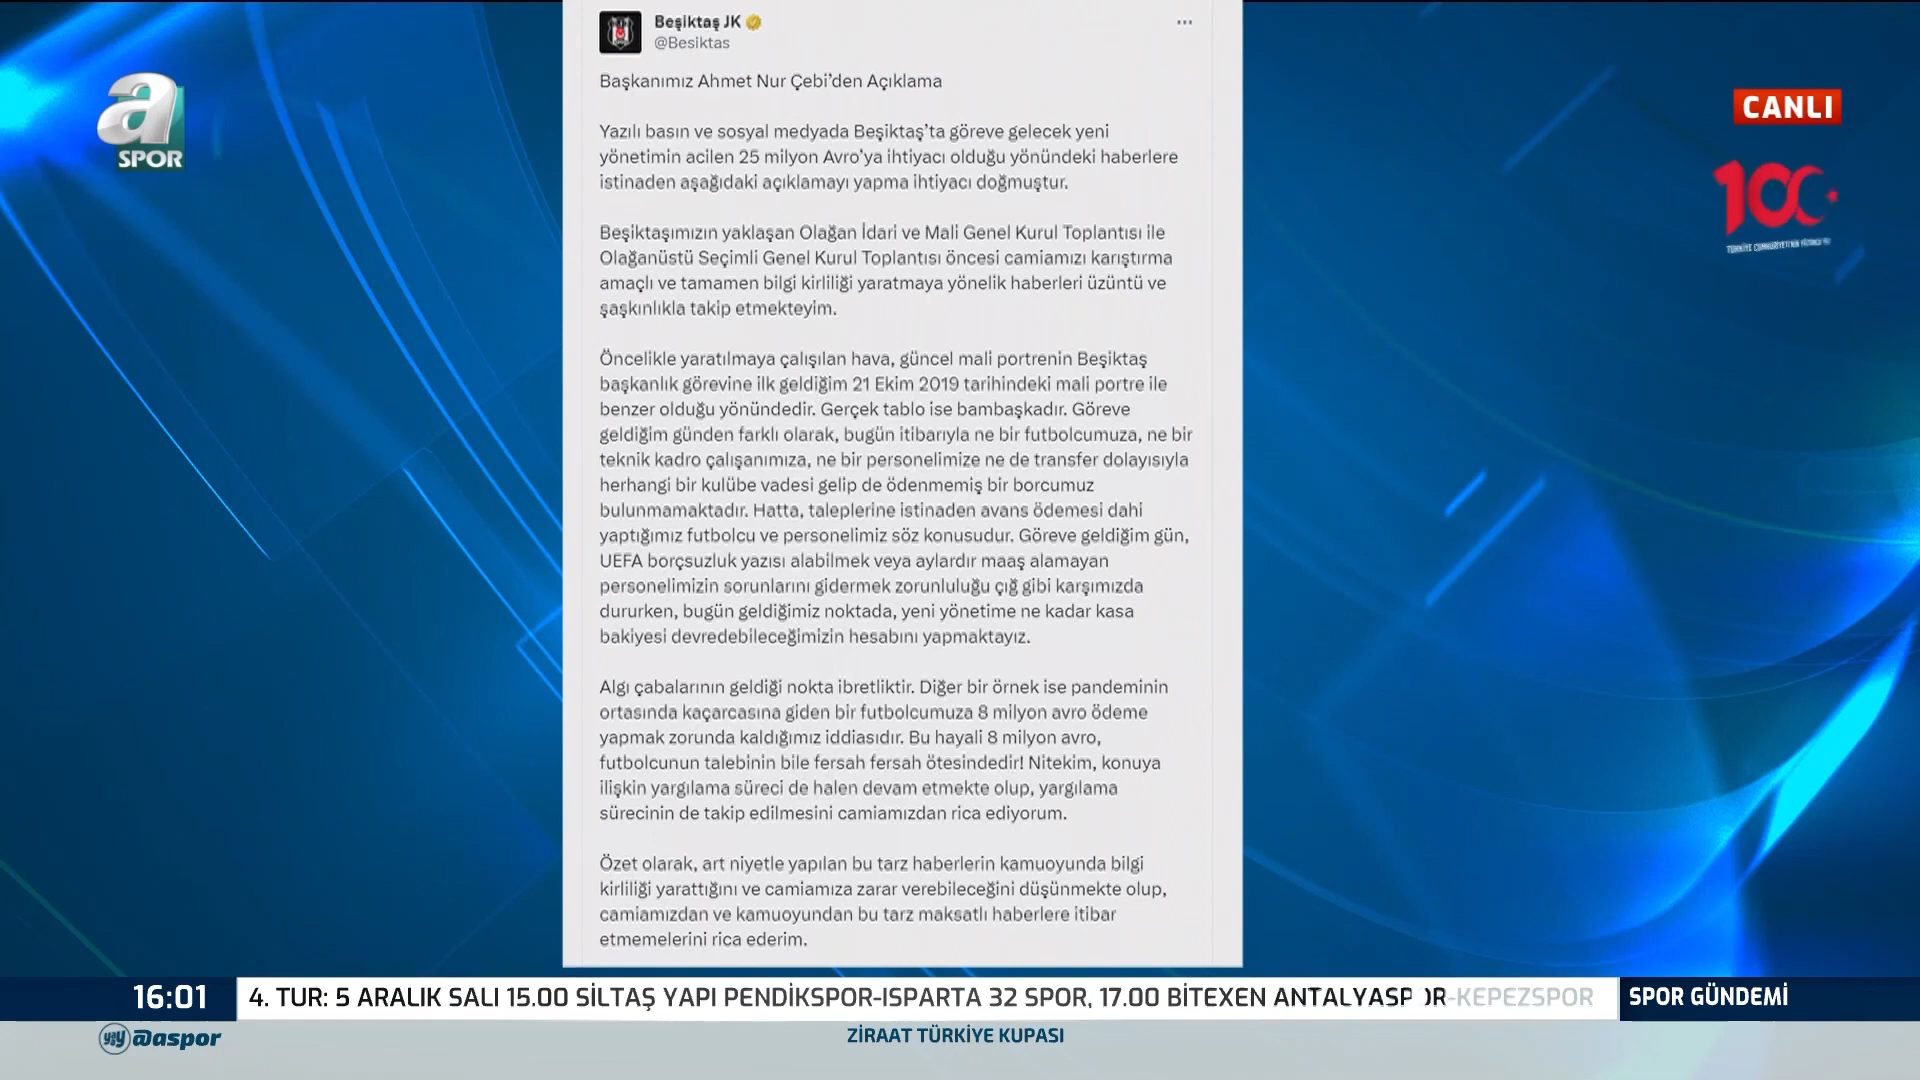 Beşiktaş JK
@Besiktas
Başkanımız Ahmet Nur Çebi’den Açıklama
Yazılı basın ve sosyal medyada Beşiktaş’ta göreve gelecek yeni
yönetimin acilen 25 milyon Avro’ya ihtiyacı olduğu yönündeki haberlere
istinaden aşağıdaki açıklamayı yapma ihtiyacı doğmuştur.
Beşiktaşımızın yaklaşan Olağan İdari ve Mali Genel Kurul Toplantısı ile
Olağanüstü Seçimli Genel Kurul Toplantısı öncesi camiamızı karıştırma
amaçlı ve tamamen bilgi kirliliği yaratmaya yönelik haberleri üzüntü ve
şaşkınlıkla takip etmekteyim.
Öncelikle yaratılmaya çalışılan hava, güncel mali portrenin Beşiktaş
başkanlık görevine ilk geldiğim 21 Ekim 2019 tarihindeki mali portre ile
benzer olduğu yönündedir. Gerçek tablo ise bambaşkadır. Göreve
geldiğim günden farklı olarak, bugün itibarıyla ne bir futbolcumuza, ne bir
teknik kadro çalışanımıza, ne bir personelimize ne de transfer dolayısıyla
herhangi bir kulübe vadesi gelip de ödenmemiş bir borcumuz
bulunmamaktadır. Hatta, taleplerine istinaden avans ödemesi dahi
yaptığımız futbolcu ve personelimiz söz konusudur. Göreve geldiğim gün,
UEFA borçsuzluk yazısı alabilmek veya aylardır maaş alamayan
personelimizin sorunlarını gidermek zorunluluğu çığ gibi karşımızda
dururken, bugün geldiğimiz noktada, yeni yönetime ne kadar kasa
bakiyesi devredebileceğimizin hesabını yapmaktayız.
Algı çabalarının geldiği nokta ibretliktir. Diğer bir örnek ise pandeminin
ortasında kaçarcasına giden bir futbolcumuza 8 milyon avro ödeme
yapmak zorunda kaldığımız iddiasıdır. Bu hayali 8 milyon avro,
futbolcunun talebinin bile fersah fersah ötesindedir! Nitekim, konuya
ilişkin yargılama süreci de halen devam etmekte olup, yargılama
sürecinin de takip edilmesini camiamızdan rica ediyorum.
Özet olarak, art niyetle yapılan bu tarz haberlerin kamuoyunda bilgi
kirliliği yarattığını ve camiamıza zarar verebileceğini düşünmekte olup,
camiamızdan ve kamuoyundan bu tarz maksatlı haberlere itibar
etmemelerini rica ederim.
a
SPOR
CANLI
100
TÜRKİYE CUMHURİYETİ'NİN YÜZÜNCÜ YILI
16:01
4. TUR: 5 ARALIK SALI 15.00 SİLTAŞ YAPI PENDİKSPOR-ISPARTA 32 SPOR, 17.00 BİTEXEN ANTALYASPOR-KEPEZSPOR
SPOR GÜNDEMİ
@aspor
ZİRAAT TÜRKİYE KUPASI